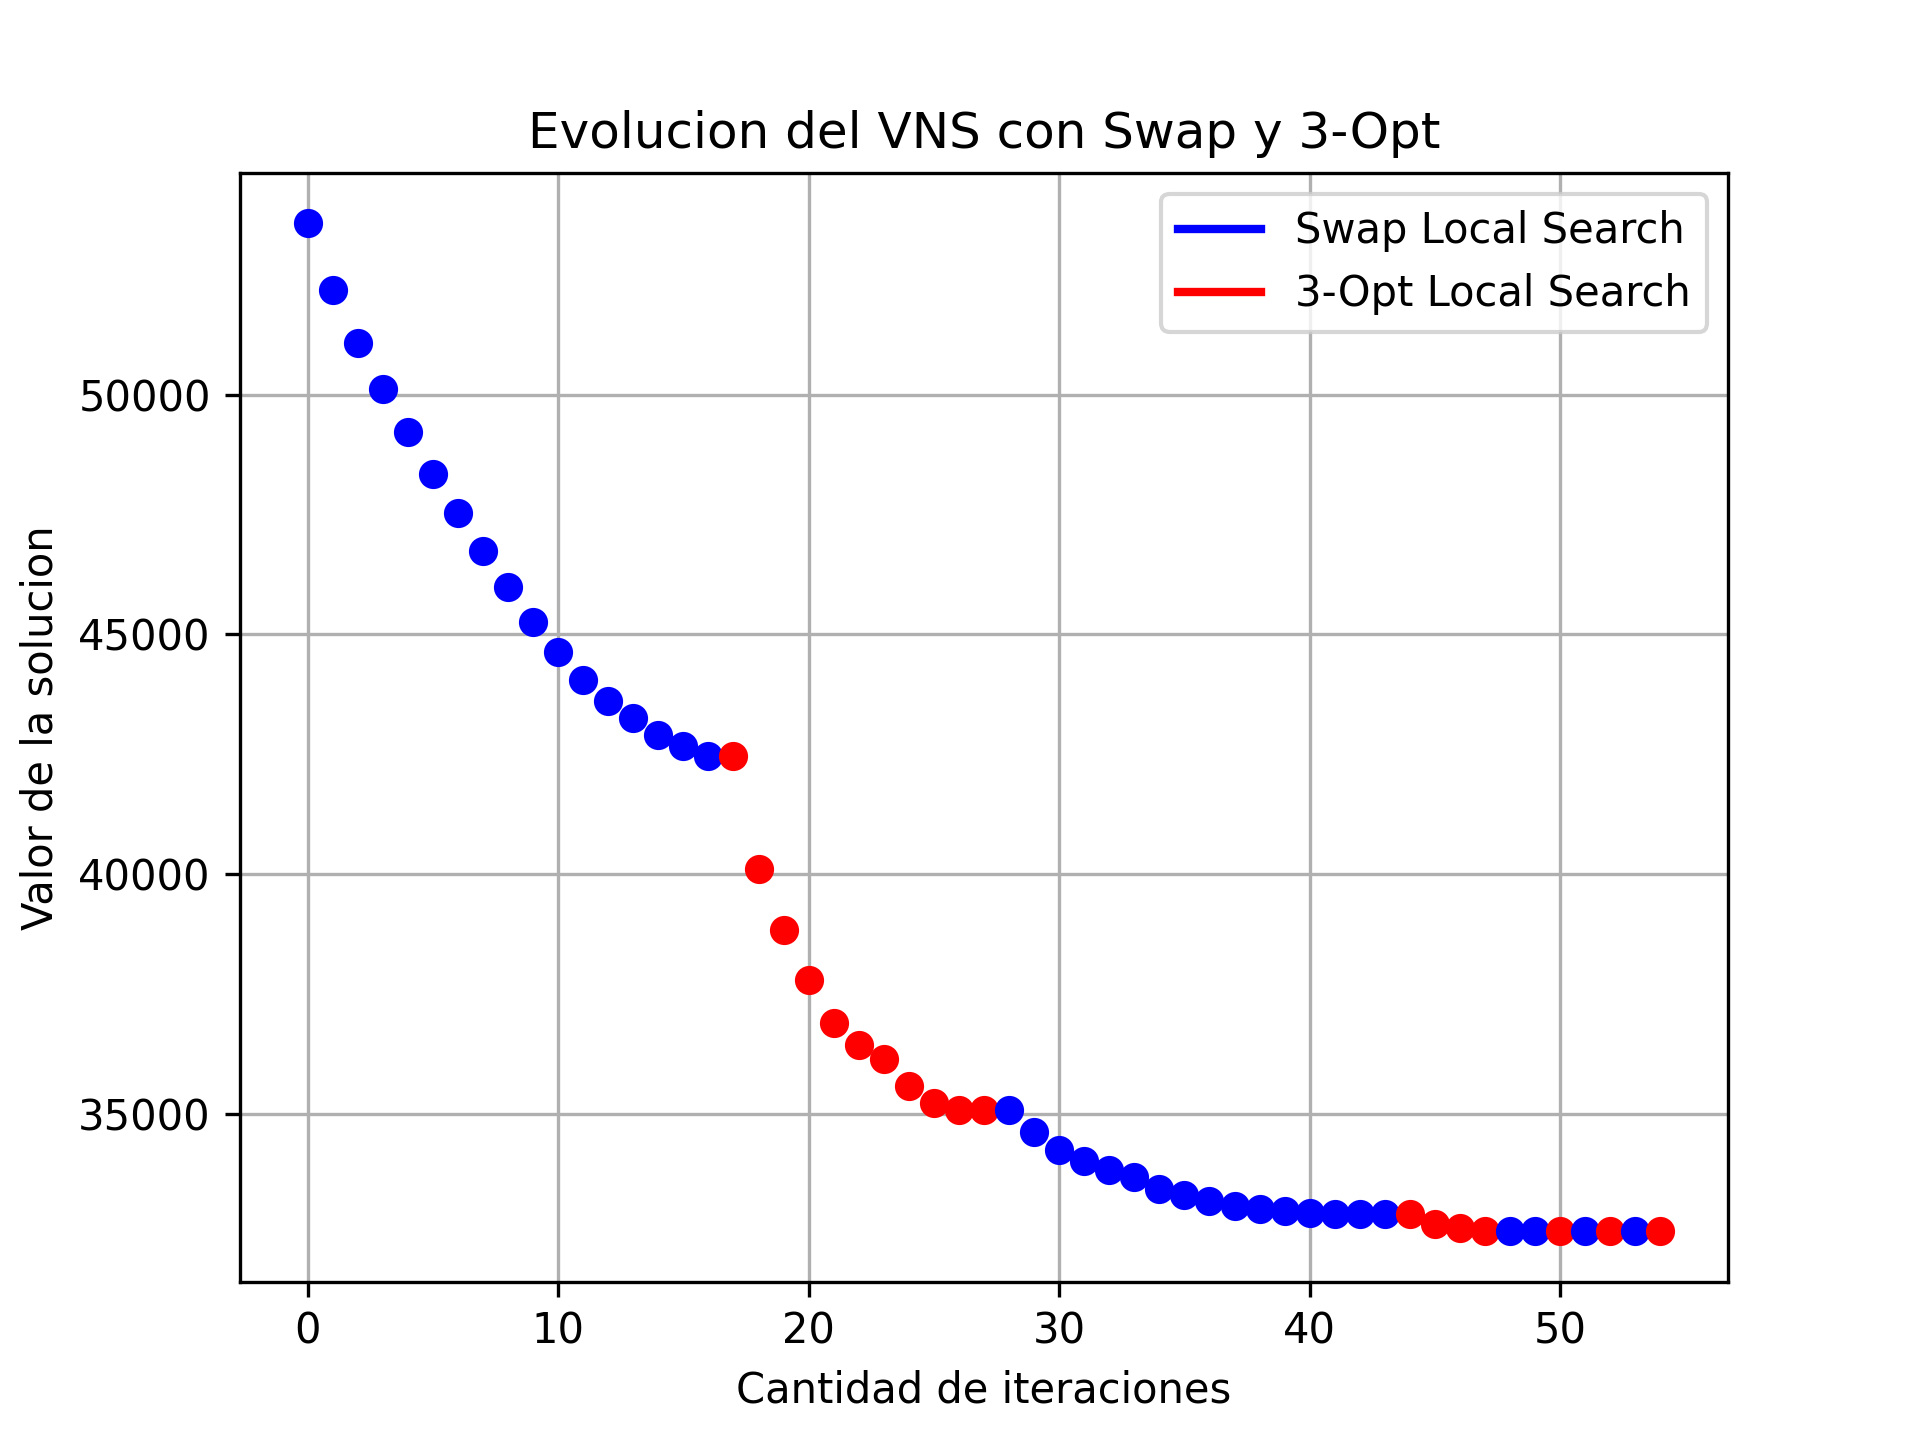 Evolucion del VNS con Swap y 3-Opt
Swap Local Search
3-Opt Local Search
Valor de la solucion
50000
45000
40000
35000
0 10 20 30 40 50
Cantidad de iteraciones